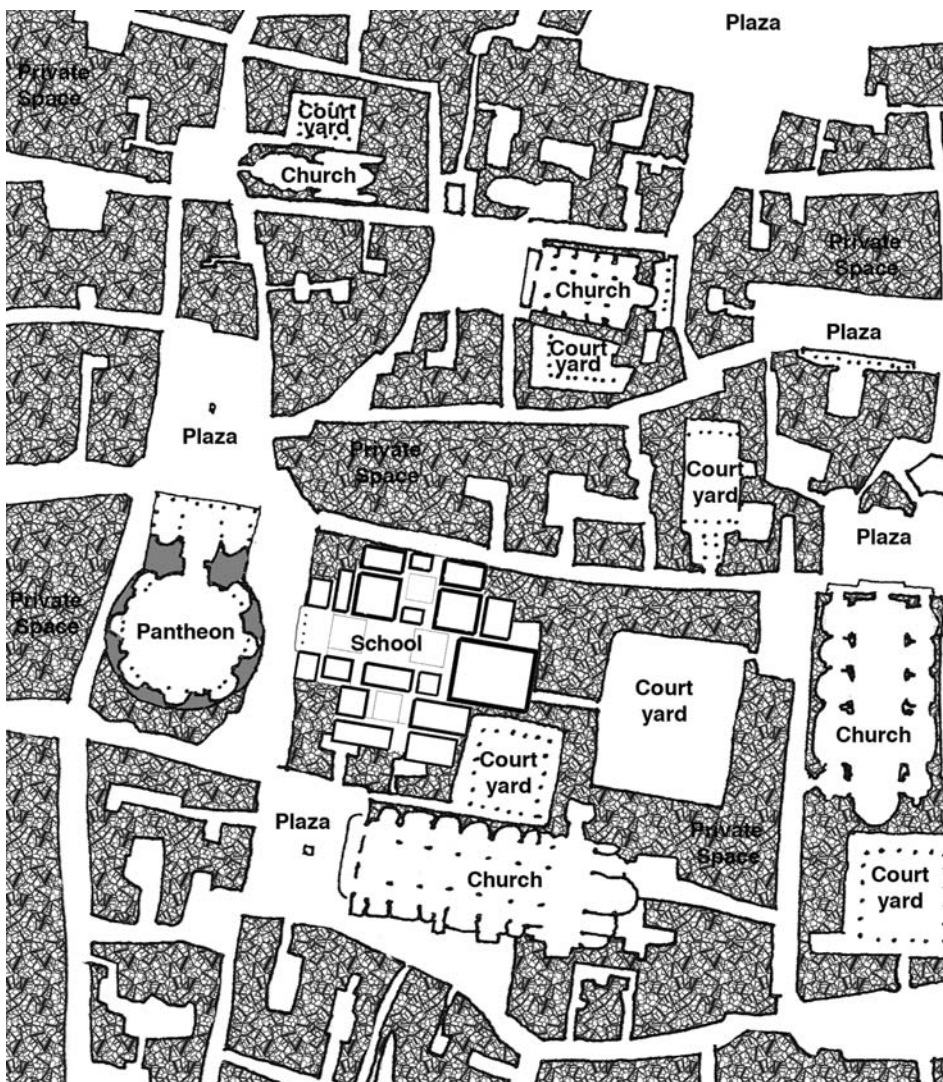 Plaza
Private
Space
Court
yard
Church
Private
Space
Church
Plaza
Court
yard
Plaza
Private
Space
Court
yard
Plaza
Private
Space
Pantheon
School
Court
yard
Church
Court
yard
Plaza
Private
Space
Church
Court
yard